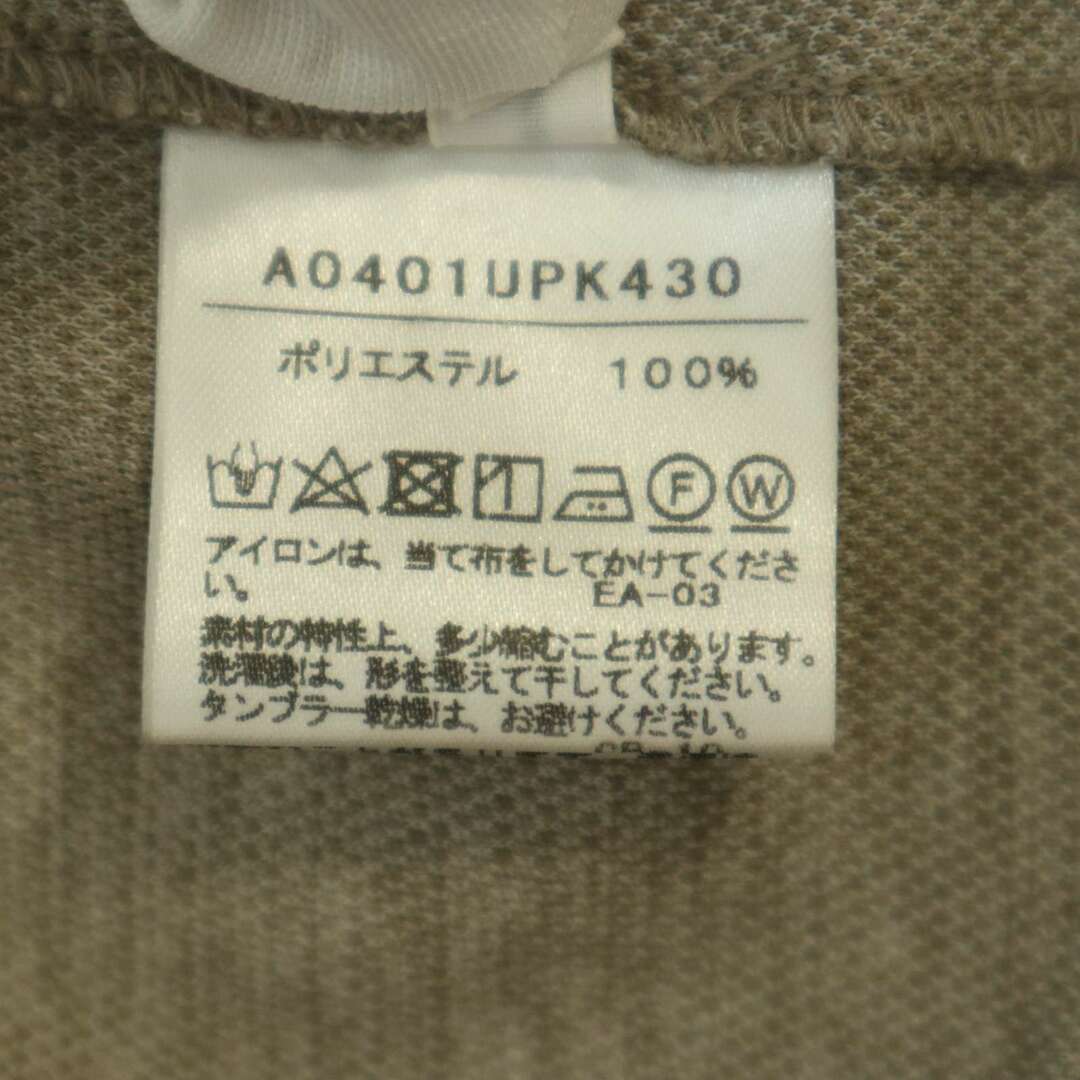 A0401UPK430
ポリエステル 100%
F W
アイロンは、当て布をしてかけてくださ
い。 EA-03
素材の特性上、多少縮むことがあります。
洗濯後は、形を整えて干してください。
タンブラー乾燥は、お避けください。